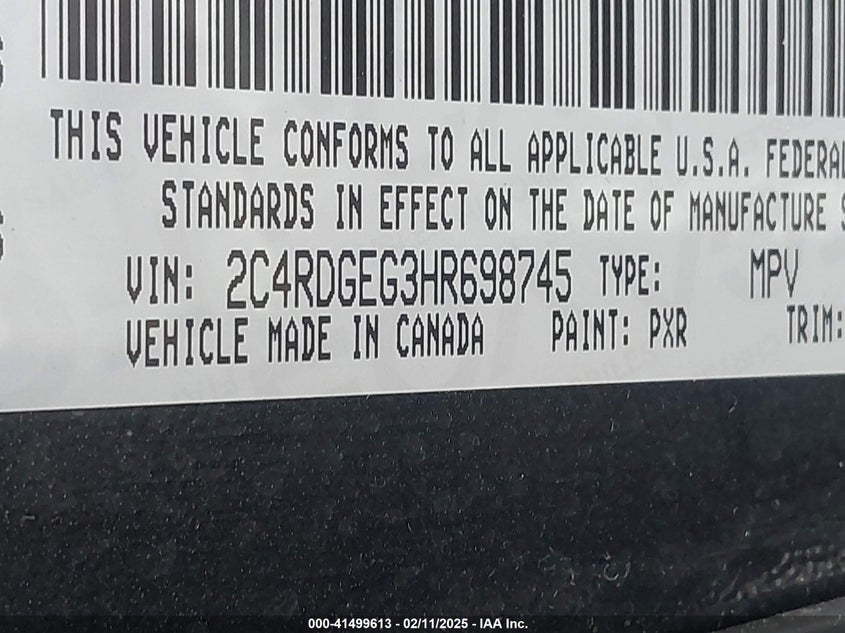 THIS VEHICLE CONFORMS TO ALL APPLICABLE U.S.A. FEDERAL
STANDARDS IN EFFECT ON THE DATE OF MANUFACTURE S
VIN: 2C4RDGEG3HR698745 TYPE: MPV
VEHICLE MADE IN CANADA PAINT: PXR TRIM:
000-41499613 - 02/11/2025 - IAA Inc.